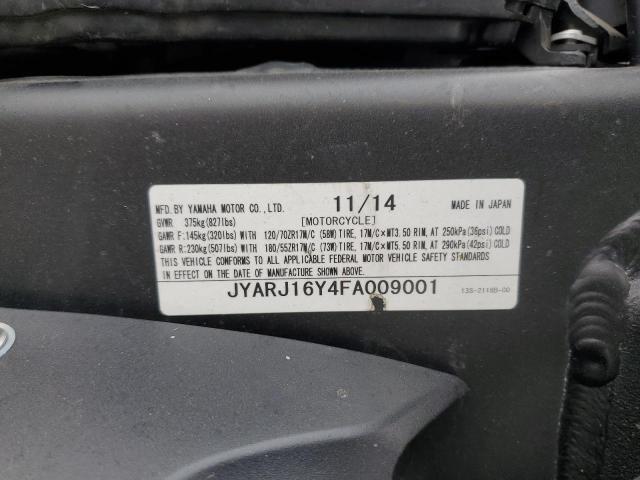 MFD.BY YAMAHA MOTOR CO.,LTD. 11/14 MADE IN JAPAN
GVWR 375kg(827lbs) [MOTORCYCLE]
GAWR F:145kg(320lbs) WITH 120/70ZR17M/C (58W)TIRE, 17M/C×MT3.50 RIM, AT 250kPa(36psi)COLD
GAWR R:230kg(507lbs) WITH 180/55ZR17M/C (73W)TIRE, 17M/C×MT5.50 RIM, AT 290kPa(42psi)COLD
THIS VEHICLE CONFORMS TO ALL APPLICABLE FEDERAL MOTOR VEHICLE SAFETY STANDARDS
IN EFFECT ON THE DATE OF MANUFACTURE SHOWN ABOVE.
JYARJ16Y4FA009001 13S-2118B-00